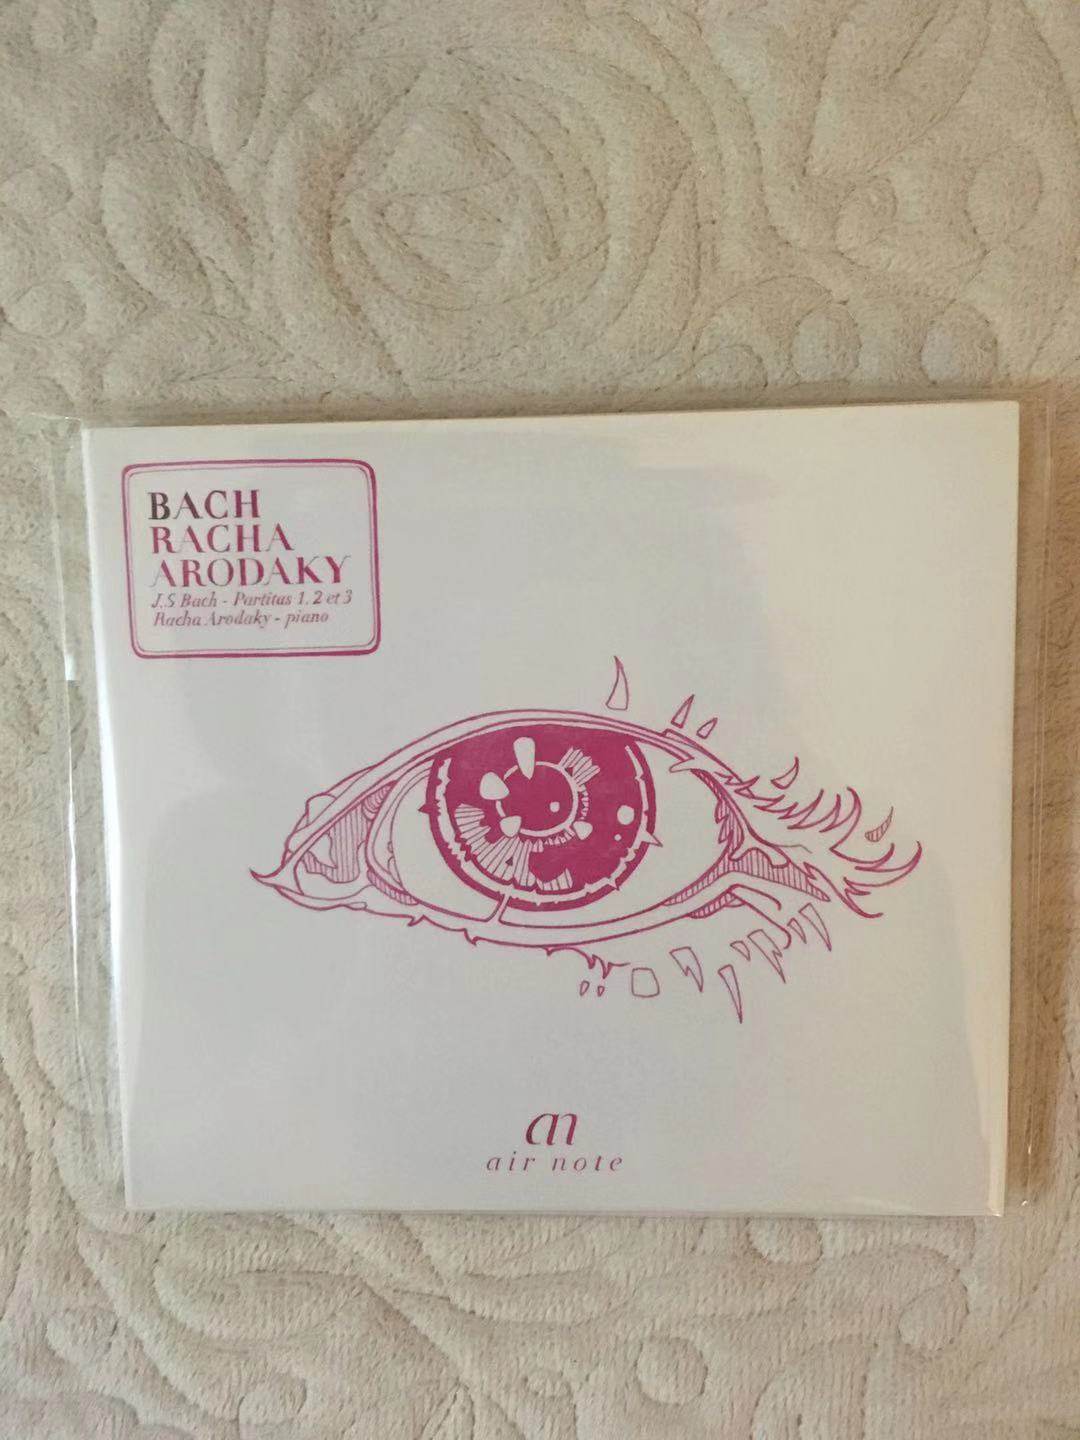 BACH
RACHA
ARODAKY
J.S Bach - Partitas 1. 2 et 3
Racha Arodaky - piano
an
air note